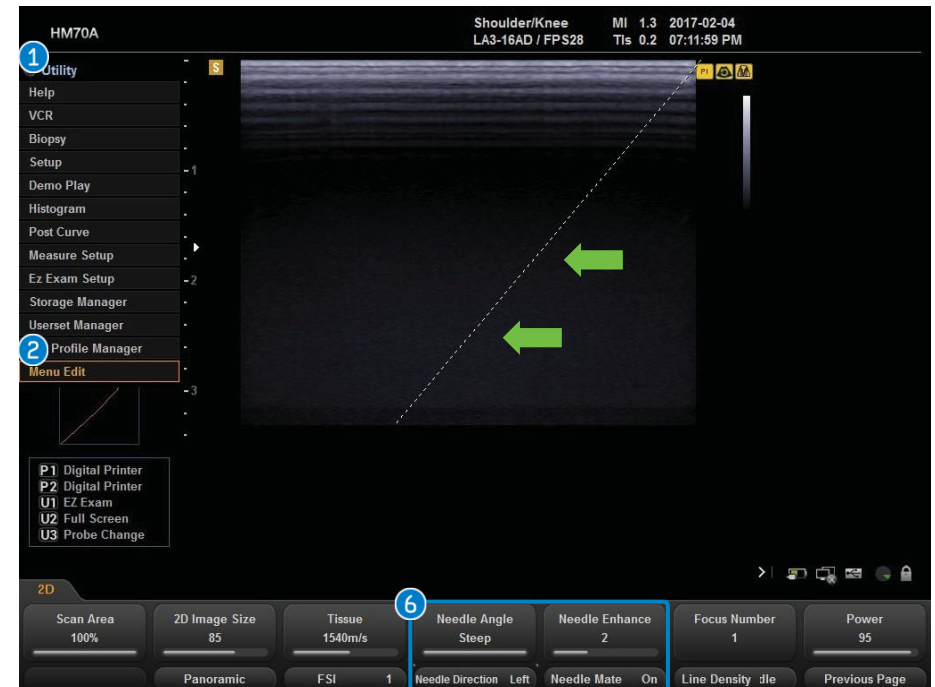 HM70A
Shoulder/Knee MI 1.3 2017-02-04
LA3-16AD / FPS28 TIs 0.2 07:11:59 PM
1
Utility
S
PI
M
Help
VCR
Biopsy
Setup
1
Demo Play
Histogram
Post Curve
Measure Setup
Ez Exam Setup
2
Storage Manager
Userset Manager
2
Profile Manager
Menu Edit
3
P1 Digital Printer
P2 Digital Printer
U1 EZ Exam
U2 Full Screen
U3 Probe Change
2D
6
Scan Area
100%
2D Image Size
85
Tissue
1540m/s
Needle Angle
Steep
Needle Enhance
2
Focus Number
1
Power
95
Panoramic
FSI 1
Needle Direction Left
Needle Mate On
Line Density dle
Previous Page